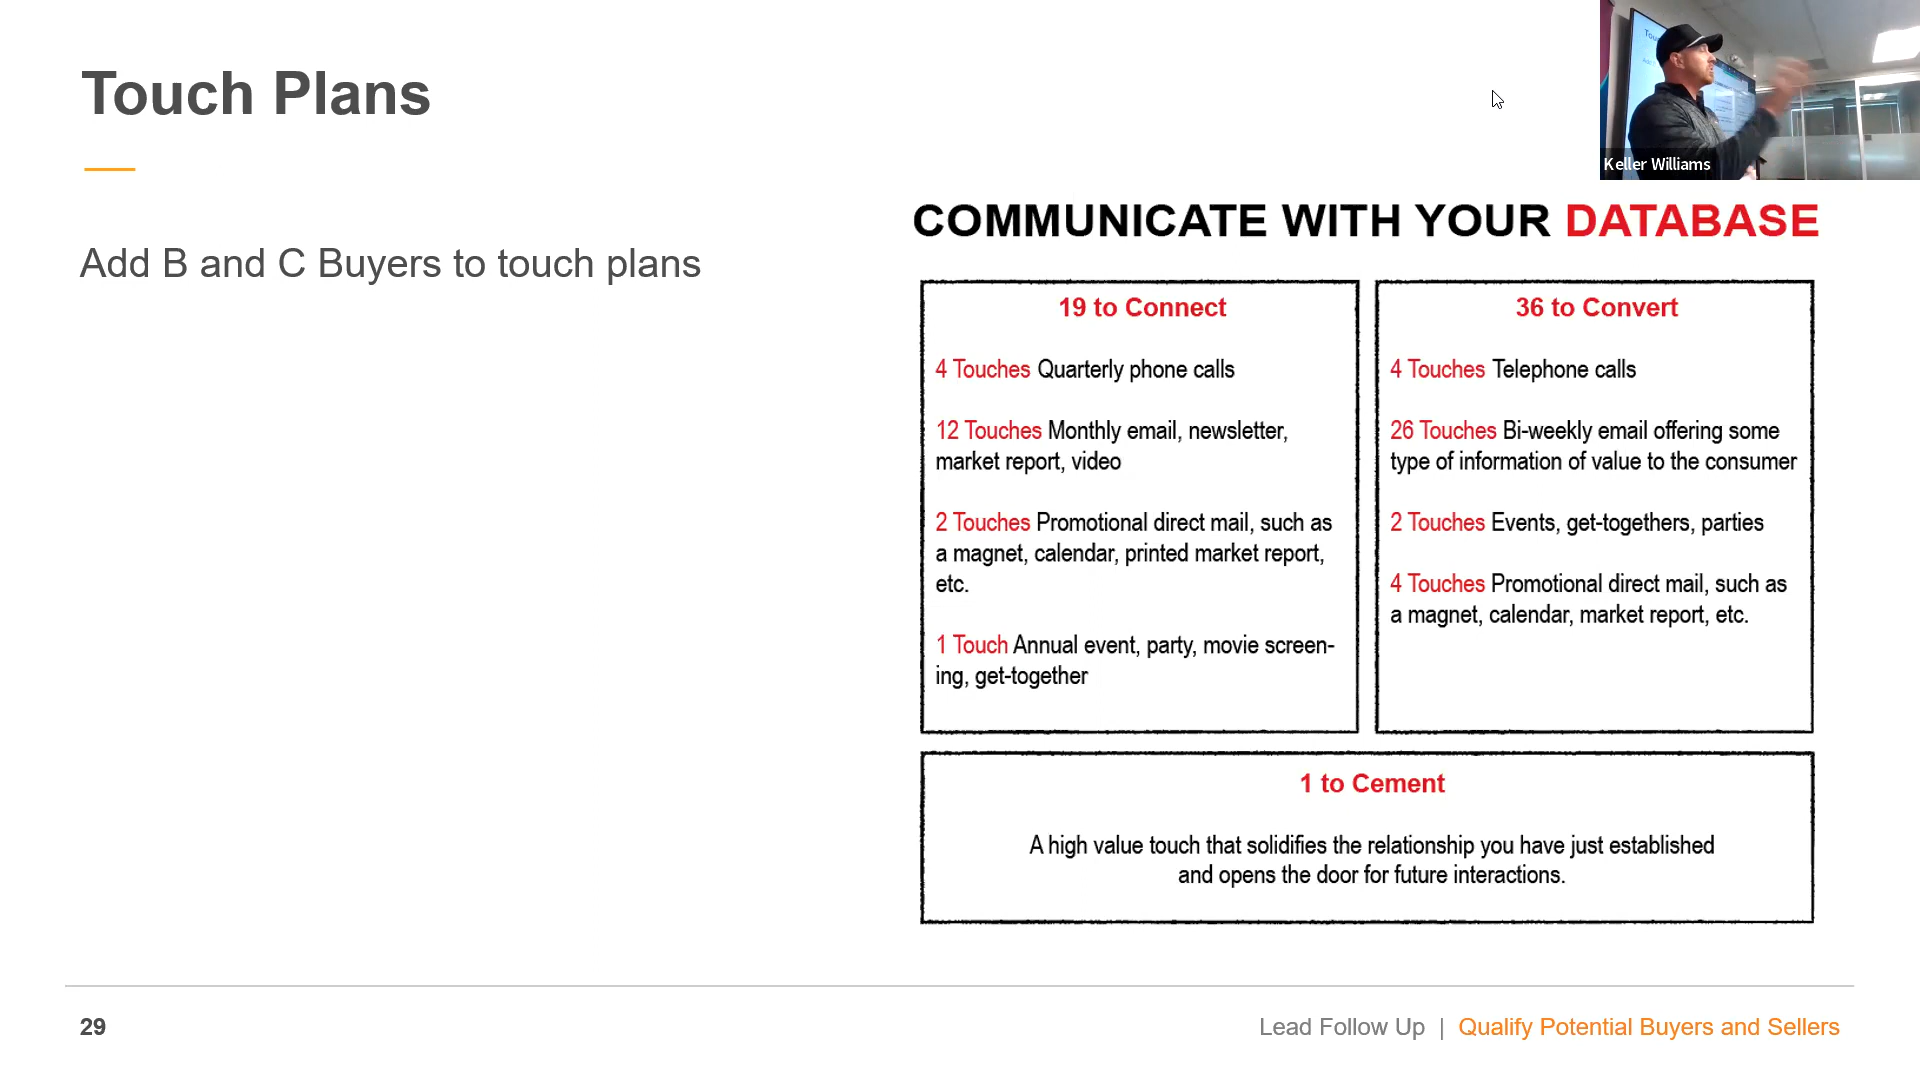 Touch Plans
Add B and C Buyers to touch plans
Keller Williams
COMMUNICATE WITH YOUR DATABASE
19 to Connect
4 Touches Quarterly phone calls
12 Touches Monthly email, newsletter,
market report, video
2 Touches Promotional direct mail, such as
a magnet, calendar, printed market report,
etc.
1 Touch Annual event, party, movie screen-
ing, get-together
36 to Convert
4 Touches Telephone calls
26 Touches Bi-weekly email offering some
type of information of value to the consumer
2 Touches Events, get-togethers, parties
4 Touches Promotional direct mail, such as
a magnet, calendar, market report, etc.
1 to Cement
A high value touch that solidifies the relationship you have just established
and opens the door for future interactions.
29
Lead Follow Up | Qualify Potential Buyers and Sellers